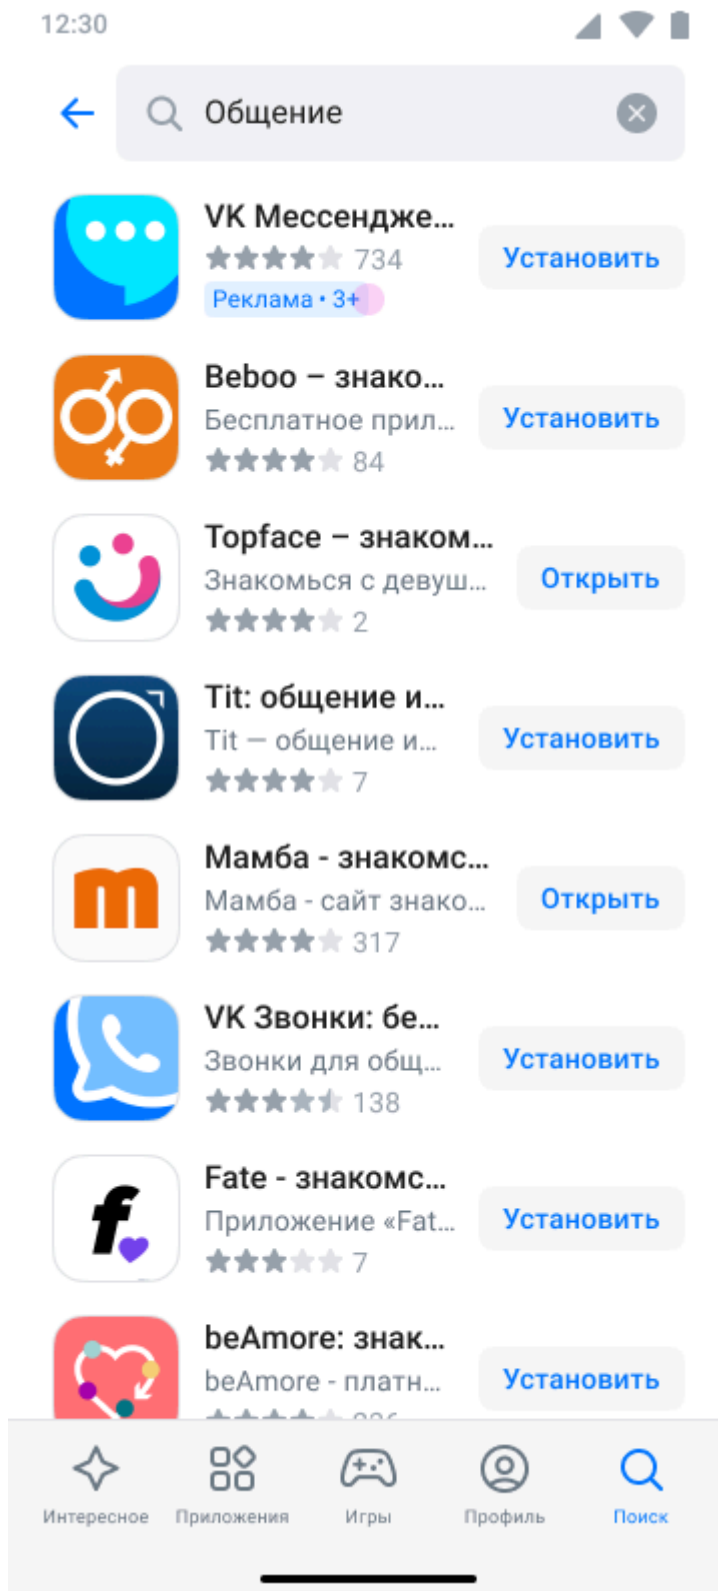 12:30
Общение
VK Мессендже...
734
Установить
Реклама • 3+
Beboo – знако...
Бесплатное прил...
84
Установить
Topface – знаком...
Знакомься с девуш...
2
Открыть
Tit: общение и...
Tit — общение и...
7
Установить
Мамба - знакомс...
Мамба - сайт знако...
317
Открыть
VK Звонки: бе...
Звонки для общ...
138
Установить
Fate - знакомс...
Приложение «Fat...
7
Установить
beAmore: знак...
beAmore - платн...
Установить
Интересное
Приложения
Игры
Профиль
Поиск